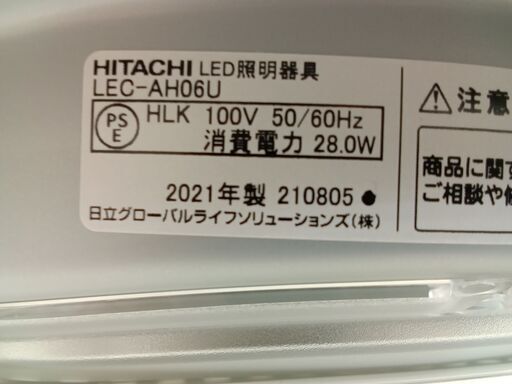 HITACHI LED照明器具
LEC-AH06U
PS
E
HLK 100V 50/60Hz
消費電力 28.0W
2021年製 210805●
日立グローバルライフソリューションズ(株)
⚠注意
商品に関す
ご相談や